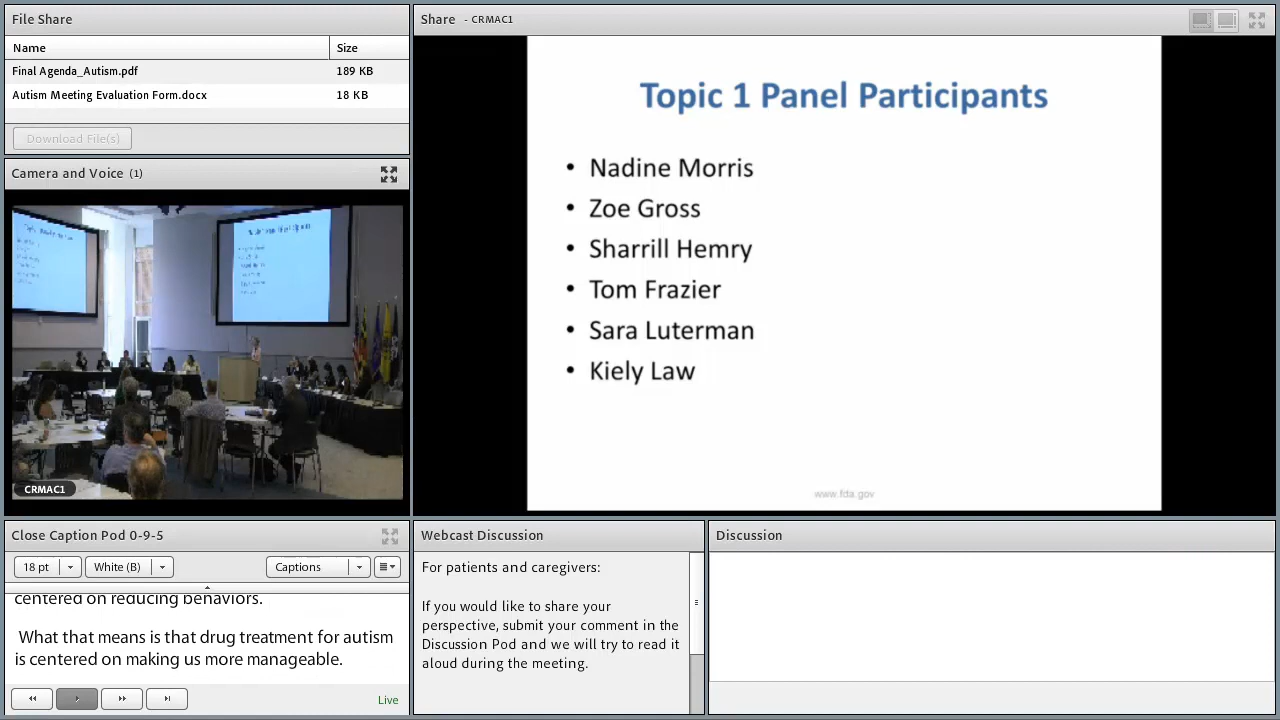 File Share
Name
Size
Final Agenda_Autism.pdf
189 KB
Autism Meeting Evaluation Form.docx
18 KB
Download File(s)
Camera and Voice (1)
CRMAC1
Close Caption Pod 0-9-5
18 pt
White (B)
Captions
centered on reducing behaviors.
What that means is that drug treatment for autism
is centered on making us more manageable.
Live
Share - CRMAC1
Topic 1 Panel Participants
• Nadine Morris
• Zoe Gross
• Sharrill Hemry
• Tom Frazier
• Sara Luterman
• Kiely Law
www.fda.gov
Webcast Discussion
For patients and caregivers:
If you would like to share your
perspective, submit your comment in the
Discussion Pod and we will try to read it
aloud during the meeting.
Discussion